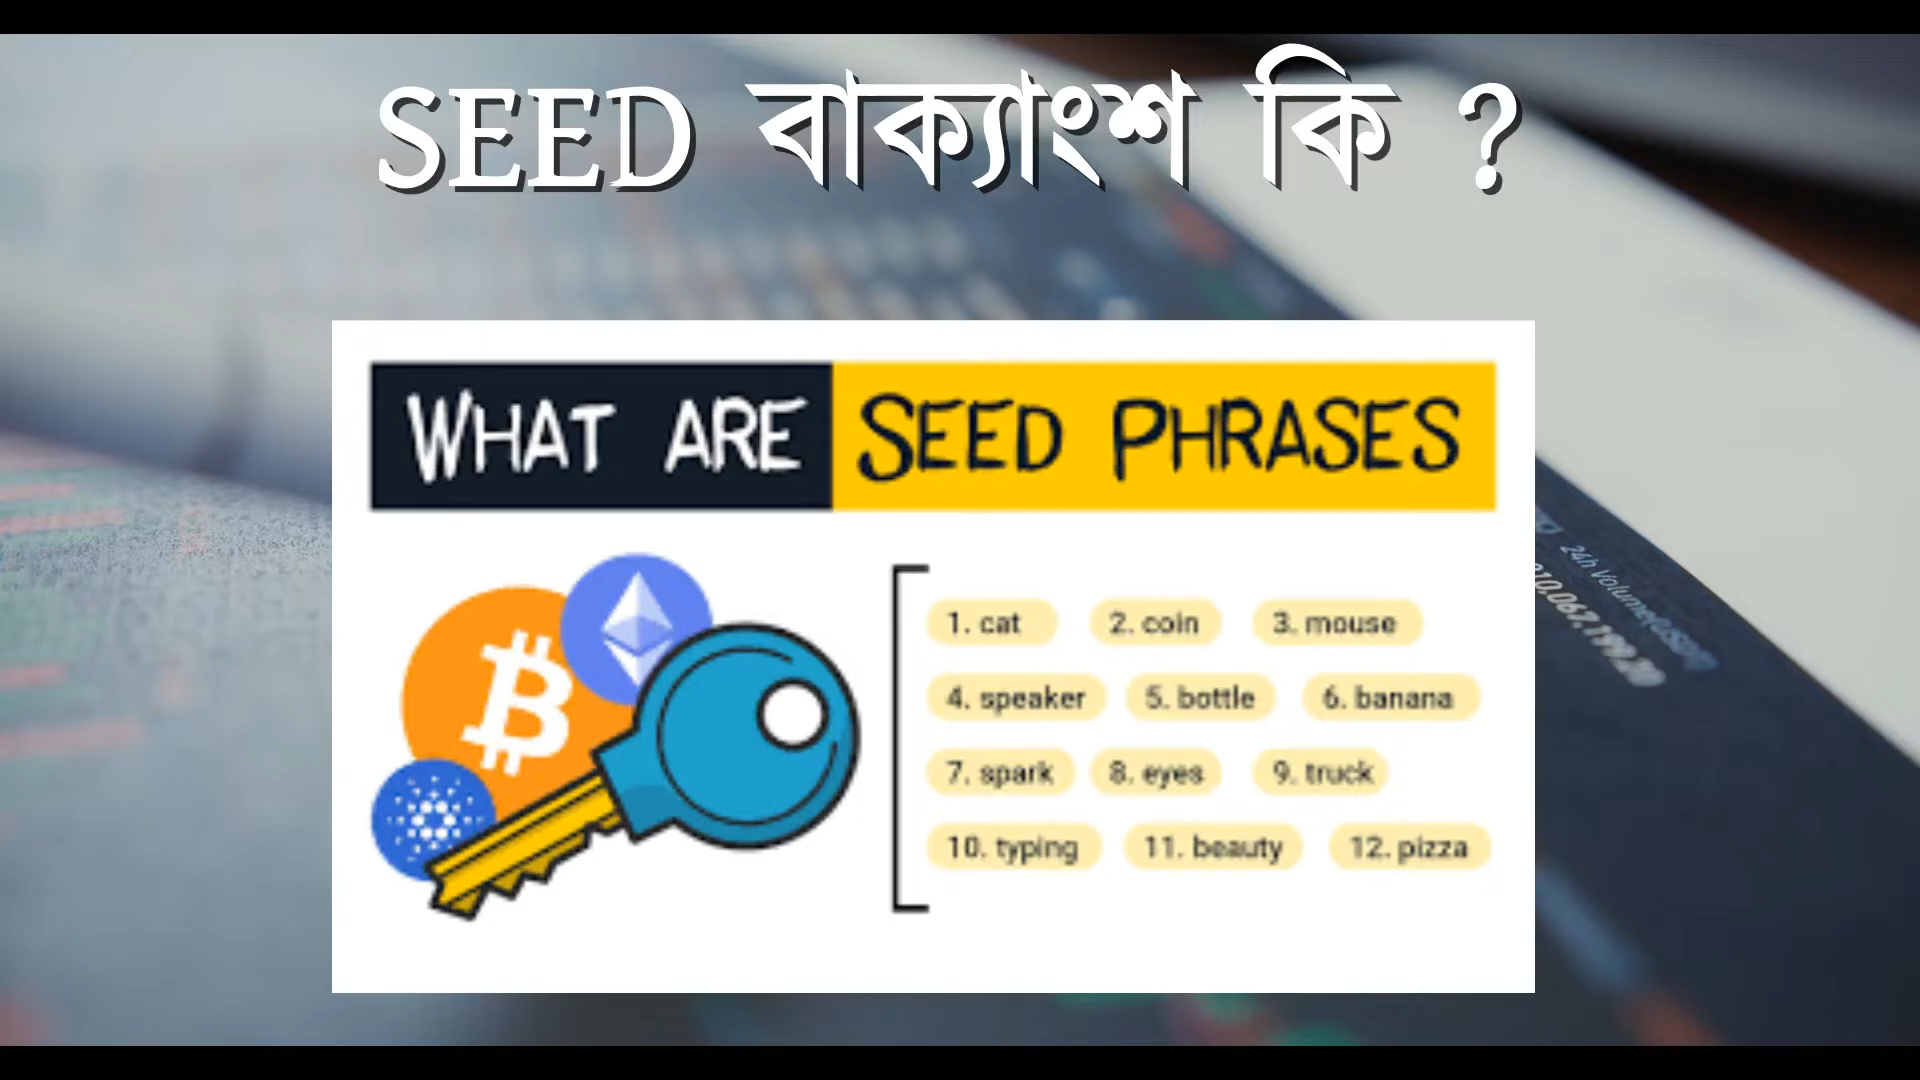 SEED বাক্যাংশ কি ?
WHAT ARE SEED PHRASES
1. cat 2. coin 3. mouse
4. speaker 5. bottle 6. banana
7. spark 8. eyes 9. truck
10. typing 11. beauty 12. pizza
24h Volume